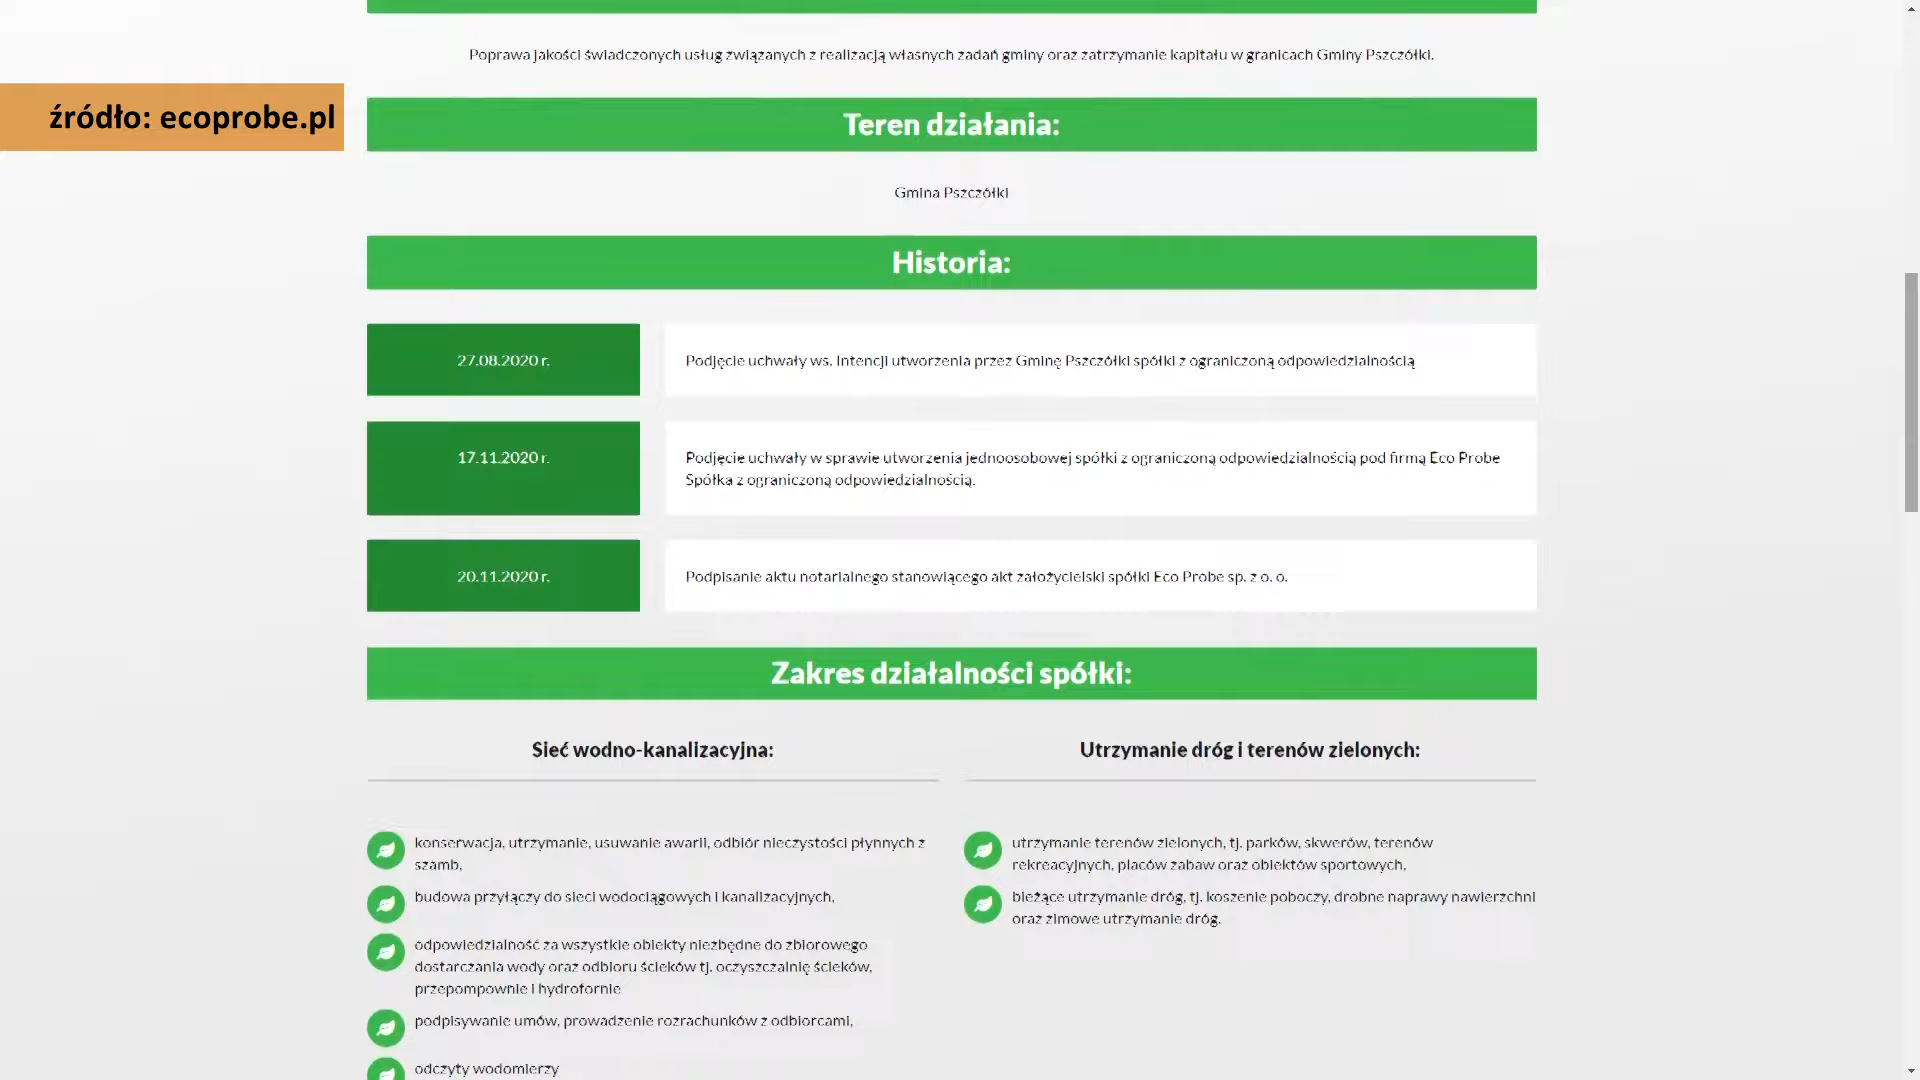 Poprawa jakości świadczonych usług związanych z realizacją własnych zadań gminy oraz zatrzymanie kapitału w granicach Gminy Pszczółki.
źródło: ecoprobe.pl
Teren działania:
Gmina Pszczółki
Historia:
27.08.2020 r.
Podjęcie uchwały ws. Intencji utworzenia przez Gminę Pszczółki spółki z ograniczoną odpowiedzialnością
17.11.2020 r.
Podjęcie uchwały w sprawie utworzenia jednoosobowej spółki z ograniczoną odpowiedzialnością pod firmą Eco Probe
Spółka z ograniczoną odpowiedzialnością.
20.11.2020 r.
Podpisanie aktu notarialnego stanowiącego akt założycielski spółki Eco Probe sp. z o. o.
Zakres działalności spółki:
Sieć wodno-kanalizacyjna:
konserwacja, utrzymanie, usuwanie awarii, odbiór nieczystości płynnych z
szamb,
budowa przyłączy do sieci wodociągowych i kanalizacyjnych,
odpowiedzialność za wszystkie obiekty niezbędne do zbiorowego
dostarczania wody oraz odbioru ścieków tj. oczyszczalnię ścieków,
przepompownie i hydrofornie
podpisywanie umów, prowadzenie rozrachunków z odbiorcami,
odczyty wodomierzy
Utrzymanie dróg i terenów zielonych:
utrzymanie terenów zielonych, tj. parków, skwerów, terenów
rekreacyjnych, placów zabaw oraz obiektów sportowych,
bieżące utrzymanie dróg, tj. koszenie poboczy, drobne naprawy nawierzchni
oraz zimowe utrzymanie dróg.